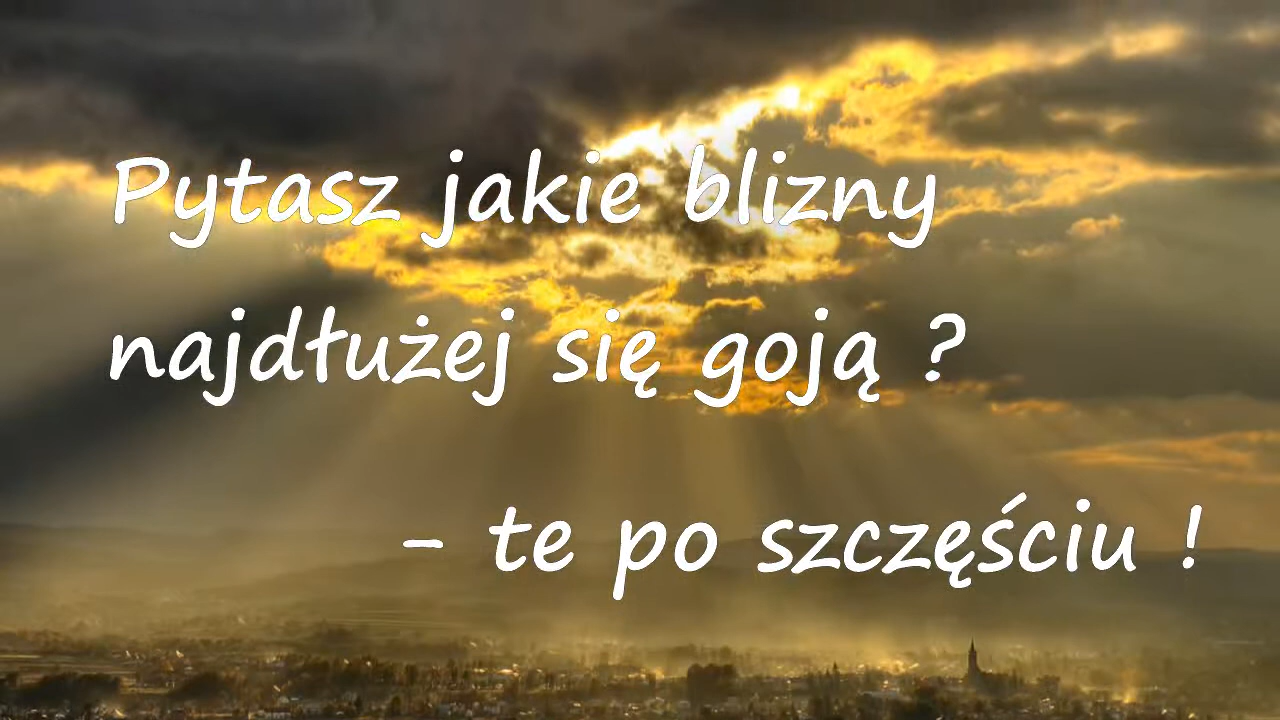 Pytasz jakie blizny
najdłużej się goją ?
- te po szczęściu !